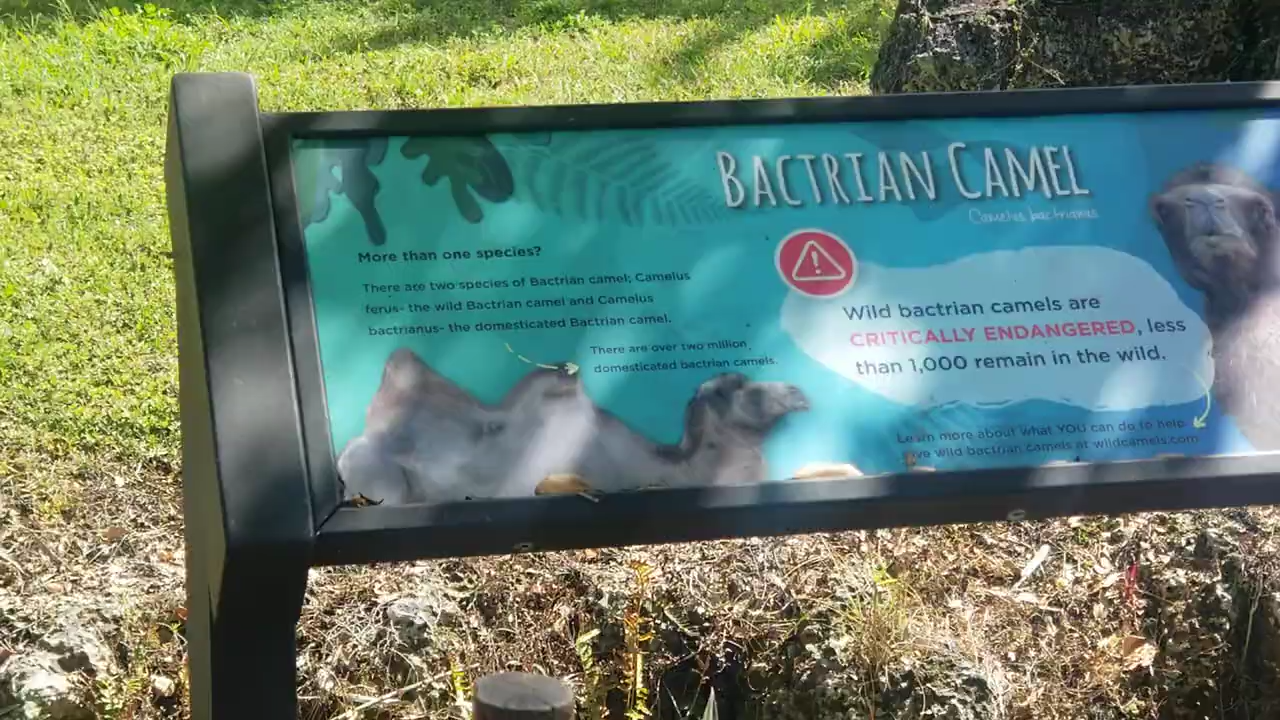 BACTRIAN CAMEL
Camelus bactrianus
More than one species?
There are two species of Bactrian camel; Camelus
ferus- the wild Bactrian camel and Camelus
bactrianus- the domesticated Bactrian camel.
There are over two million
domesticated bactrian camels.
Wild bactrian camels are
CRITICALLY ENDANGERED, less
than 1,000 remain in the wild.
Learn more about what YOU can do to help
save wild bactrian camels at wildcamels.com